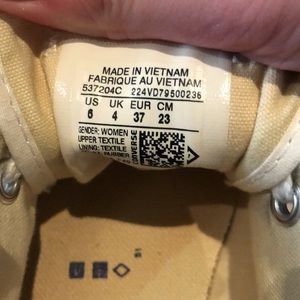 MADE IN VIETNAM
FABRIQUE AU VIETNAM
537204C 224VD79500236
US UK EUR CM
6 4 37 23
GENDER: WOMEN
UPPER TEXTILE
LINING: TEXTILE
RUBBER
CONVERSE